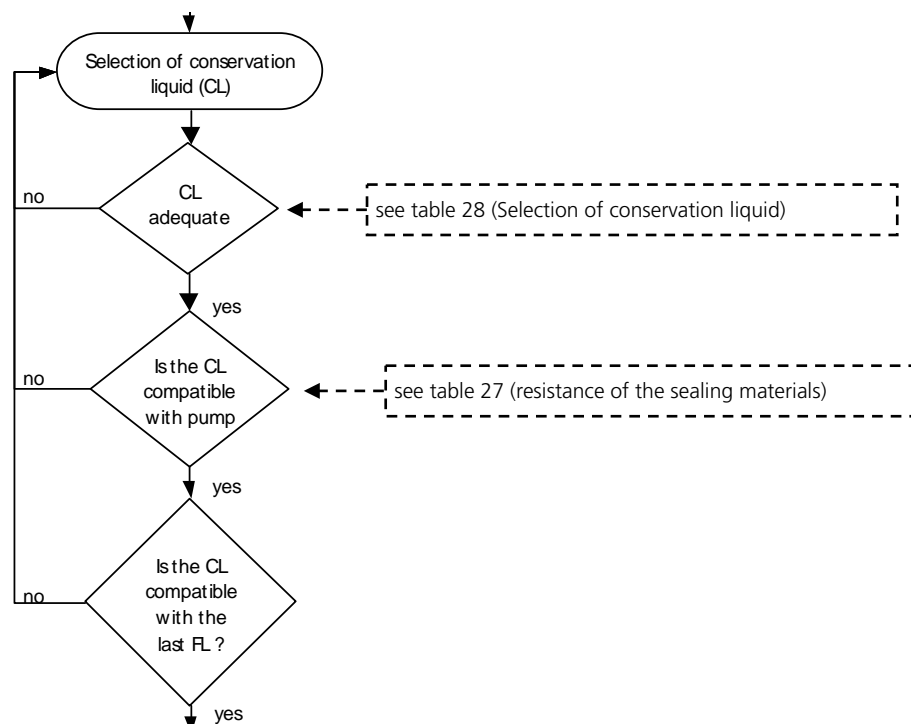 Selection of conservation
liquid (CL)
no
CL
adequate
see table 28 (Selection of conservation liquid)
yes
no
Is the CL
compatible
with pump
see table 27 (resistance of the sealing materials)
yes
no
Is the CL
compatible
with the
last FL ?
yes